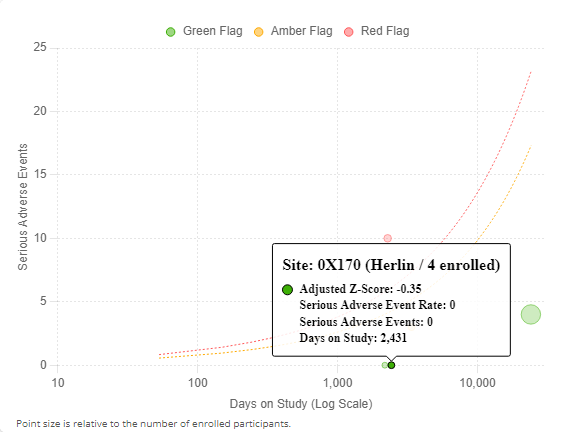 Green Flag Amber Flag Red Flag
25
20
15
10
5
0
Serious Adverse Events
Site: 0X170 (Herlin / 4 enrolled)
Adjusted Z-Score: -0.35
Serious Adverse Event Rate: 0
Serious Adverse Events: 0
Days on Study: 2,431
10 100 1,000 10,000
Days on Study (Log Scale)
Point size is relative to the number of enrolled participants.